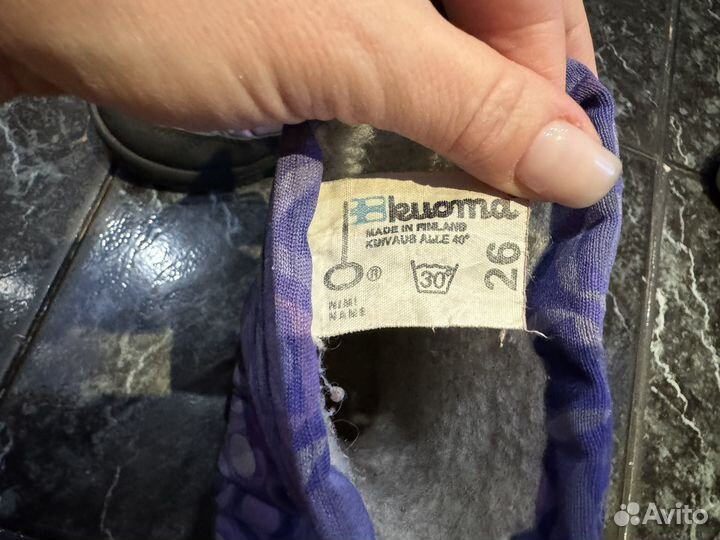 kuoma
MADE IN FINLAND
KUIVAUS ALLE 40°
®
30°
26
NIMI
NAME
Avito